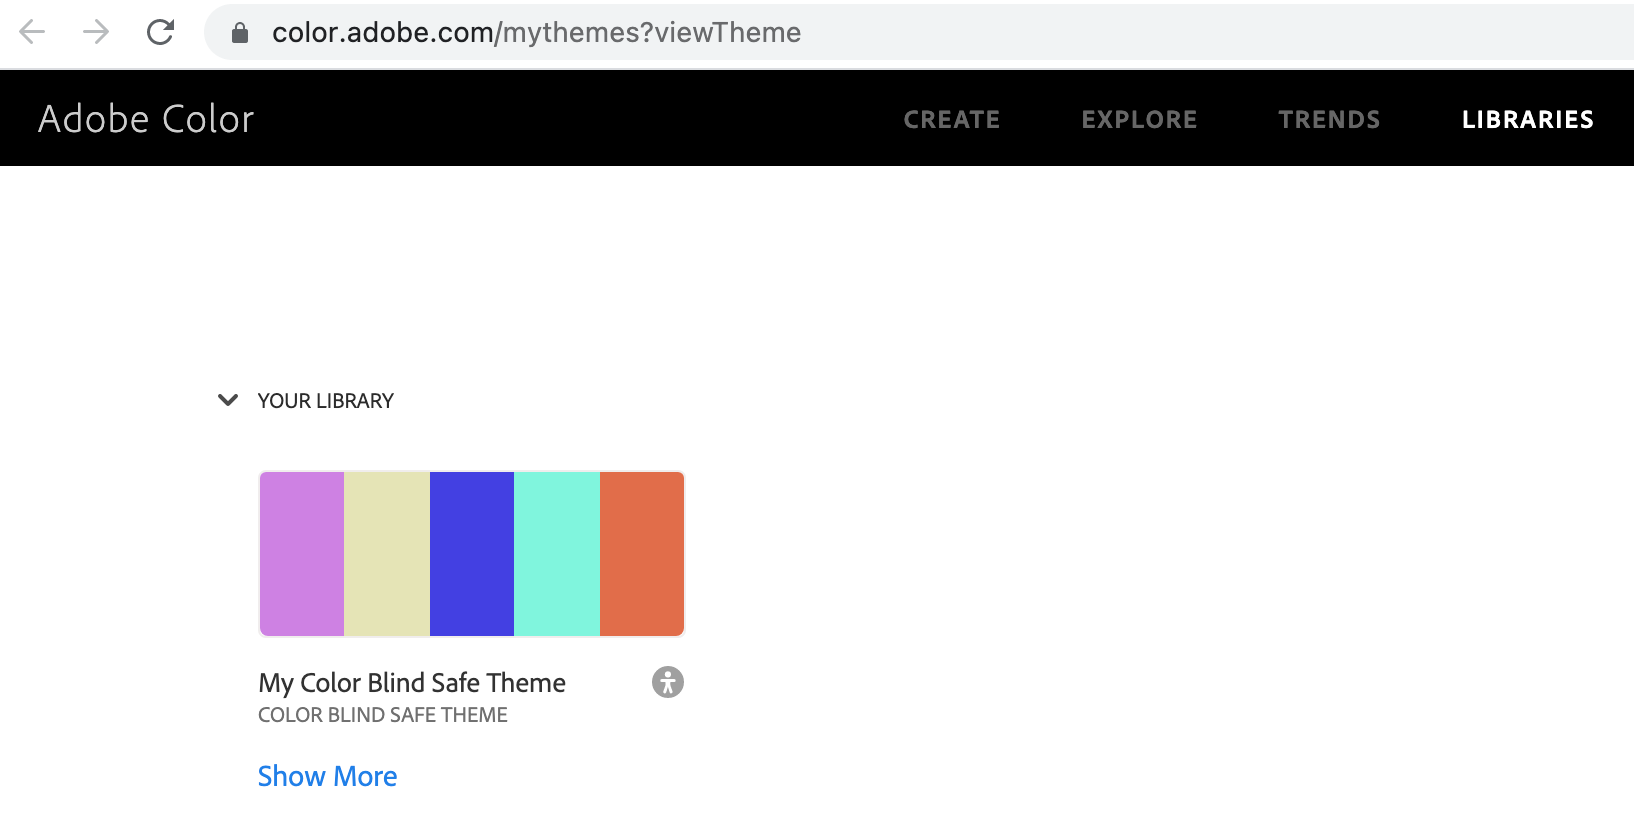 color.adobe.com/mythemes?viewTheme
Adobe Color CREATE EXPLORE TRENDS LIBRARIES
YOUR LIBRARY
My Color Blind Safe Theme
COLOR BLIND SAFE THEME
Show More